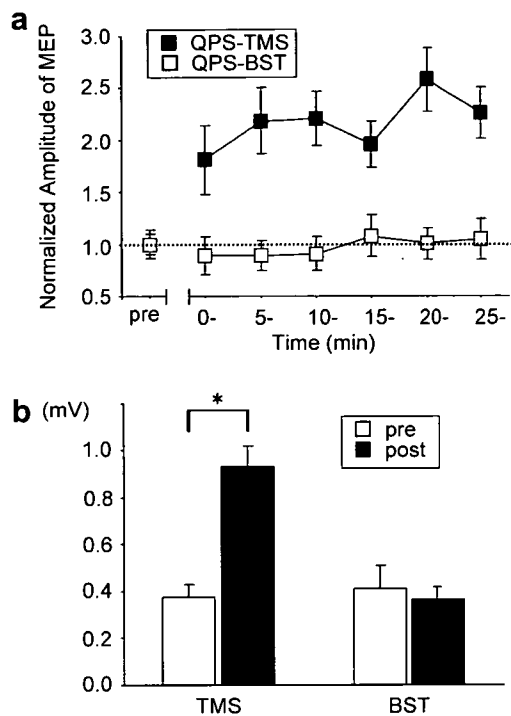 a
Normalized Amplitude of MEP
3.0
2.5
2.0
1.5
1.0
0.5
QPS-TMS
QPS-BST
pre
0-
5-
10-
15-
20-
25-
Time (min)
b
(mV)
1.0
0.8
0.6
0.4
0.2
0.0
*
pre
post
TMS
BST